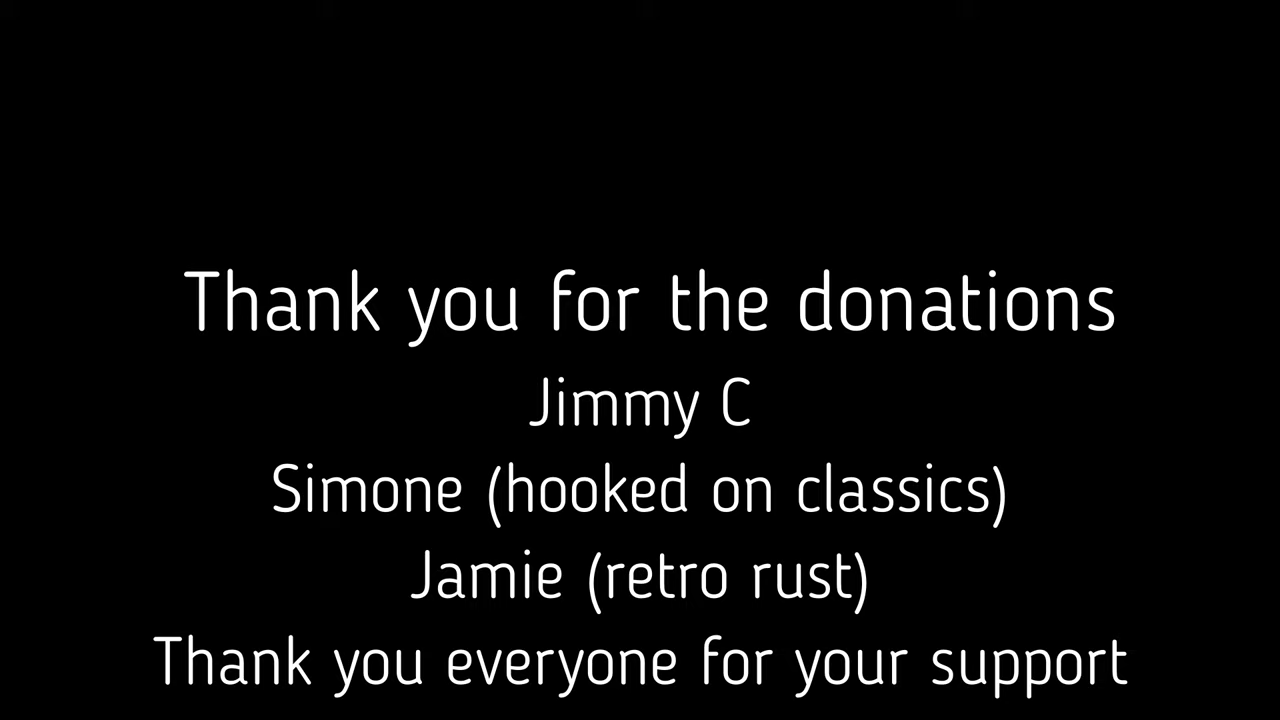 Thank you for the donations
Jimmy C
Simone (hooked on classics)
Jamie (retro rust)
Thank you everyone for your support